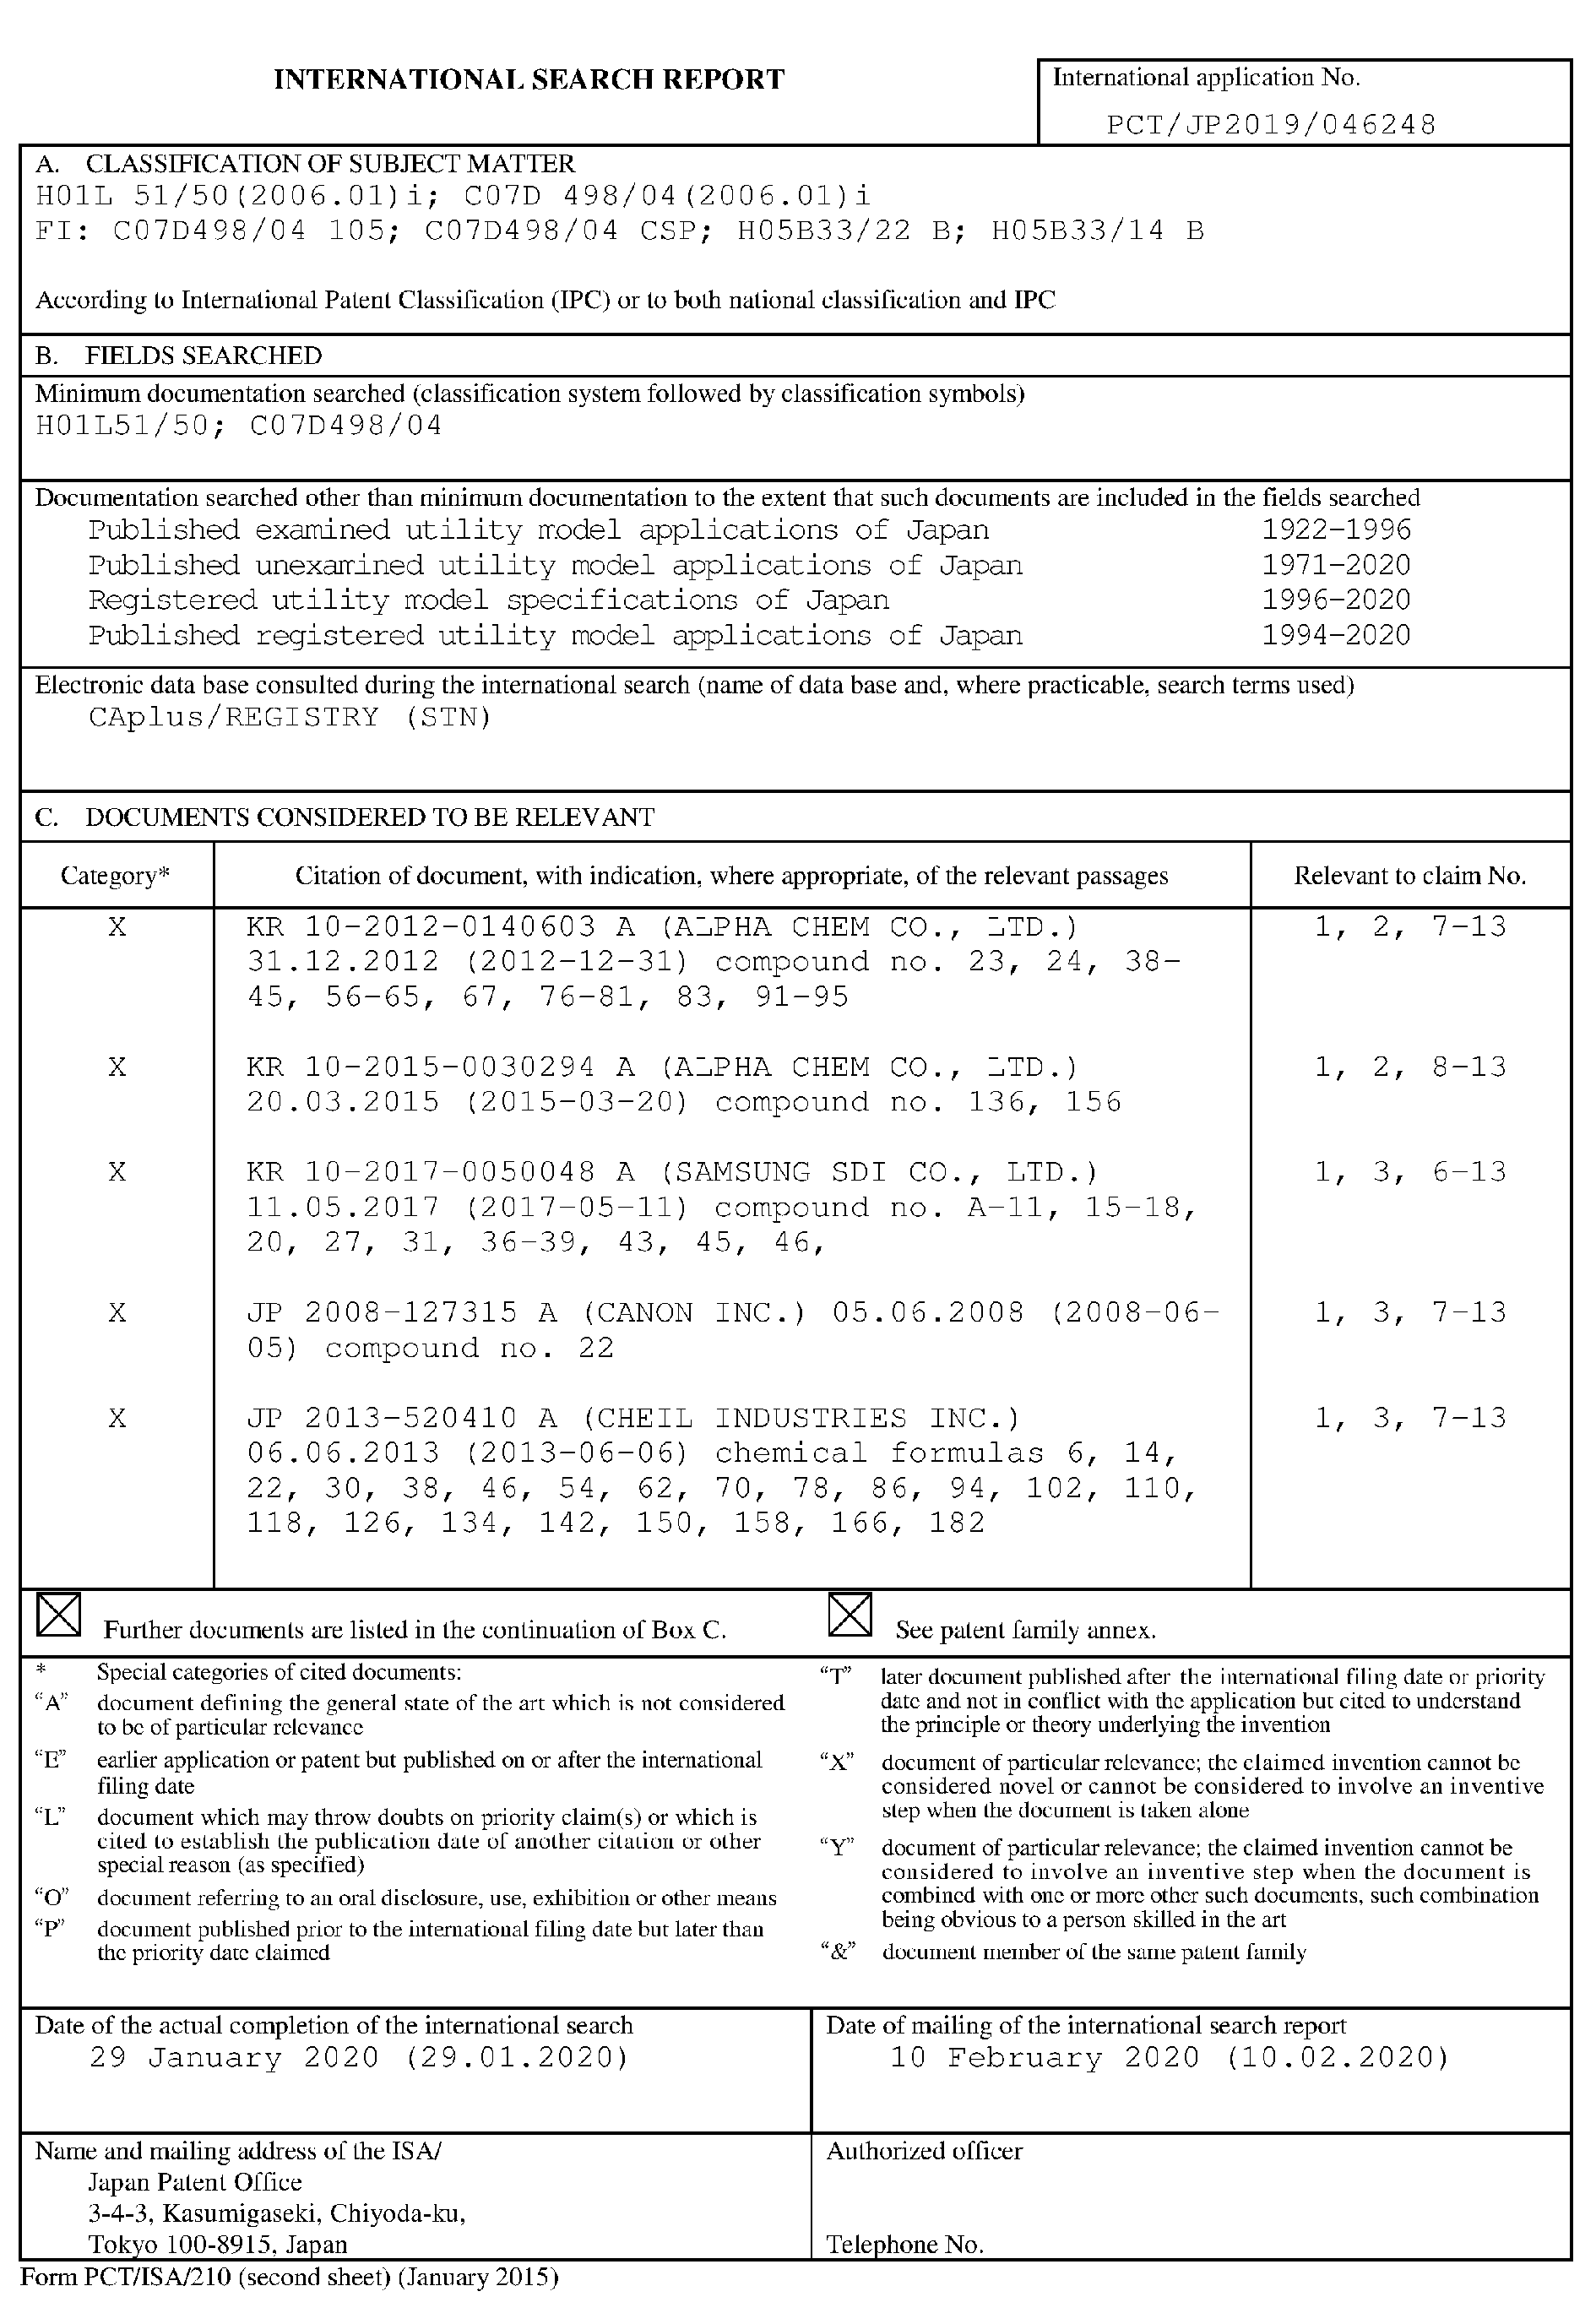 INTERNATIONAL SEARCH REPORT
International application No.
PCT/JP2019/046248
A. CLASSIFICATION OF SUBJECT MATTER
H01L 51/50(2006.01)i; C07D 498/04(2006.01)i
FI: C07D498/04 105; C07D498/04 CSP; H05B33/22 B; H05B33/14 B
According to International Patent Classification (IPC) or to both national classification and IPC
B. FIELDS SEARCHED
Minimum documentation searched (classification system followed by classification symbols)
H01L51/50; C07D498/04
Documentation searched other than minimum documentation to the extent that such documents are included in the fields searched
Published examined utility model applications of Japan 1922-1996
Published unexamined utility model applications of Japan 1971-2020
Registered utility model specifications of Japan 1996-2020
Published registered utility model applications of Japan 1994-2020
Electronic data base consulted during the international search (name of data base and, where practicable, search terms used)
CAplus/REGISTRY (STN)
C. DOCUMENTS CONSIDERED TO BE RELEVANT
Category* Citation of document, with indication, where appropriate, of the relevant passages Relevant to claim No.
X KR 10-2012-0140603 A (ALPHA CHEM CO., LTD.) 1, 2, 7-13
31.12.2012 (2012-12-31) compound no. 23, 24, 38-
45, 56-65, 67, 76-81, 83, 91-95
X KR 10-2015-0030294 A (ALPHA CHEM CO., LTD.) 1, 2, 8-13
20.03.2015 (2015-03-20) compound no. 136, 156
X KR 10-2017-0050048 A (SAMSUNG SDI CO., LTD.) 1, 3, 6-13
11.05.2017 (2017-05-11) compound no. A-11, 15-18,
20, 27, 31, 36-39, 43, 45, 46,
X JP 2008-127315 A (CANON INC.) 05.06.2008 (2008-06- 1, 3, 7-13
05) compound no. 22
X JP 2013-520410 A (CHEIL INDUSTRIES INC.) 1, 3, 7-13
06.06.2013 (2013-06-06) chemical formulas 6, 14,
22, 30, 38, 46, 54, 62, 70, 78, 86, 94, 102, 110,
118, 126, 134, 142, 150, 158, 166, 182
Further documents are listed in the continuation of Box C. See patent family annex.
* Special categories of cited documents:
"A" document defining the general state of the art which is not considered
to be of particular relevance
"E" earlier application or patent but published on or after the international
filing date
"L" document which may throw doubts on priority claim(s) or which is
cited to establish the publication date of another citation or other
special reason (as specified)
"O" document referring to an oral disclosure, use, exhibition or other means
"P" document published prior to the international filing date but later than
the priority date claimed
"T" later document published after the international filing date or priority
date and not in conflict with the application but cited to understand
the principle or theory underlying the invention
"X" document of particular relevance; the claimed invention cannot be
considered novel or cannot be considered to involve an inventive
step when the document is taken alone
"Y" document of particular relevance; the claimed invention cannot be
considered to involve an inventive step when the document is
combined with one or more other such documents, such combination
being obvious to a person skilled in the art
"&" document member of the same patent family
Date of the actual completion of the international search
29 January 2020 (29.01.2020)
Date of mailing of the international search report
10 February 2020 (10.02.2020)
Name and mailing address of the ISA/
Japan Patent Office
3-4-3, Kasumigaseki, Chiyoda-ku,
Tokyo 100-8915, Japan
Authorized officer
Telephone No.
Form PCT/ISA/210 (second sheet) (January 2015)